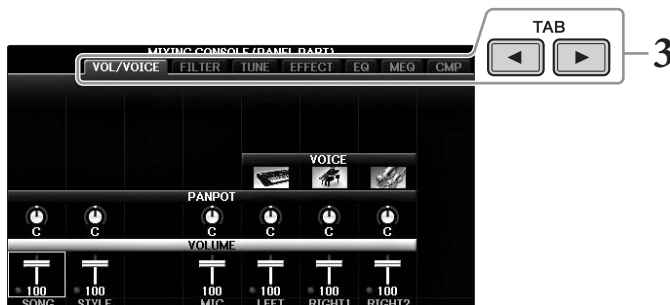 TAB
3
MIXING CONSOLE (PANEL PART)
VOL/VOICE FILTER TUNE EFFECT EQ MEQ CMP
VOICE
PANPOT
C C C C C C
VOLUME
100 100 100 100 100 100
SONG STYLE MIC LEFT RIGHT1 RIGHT2